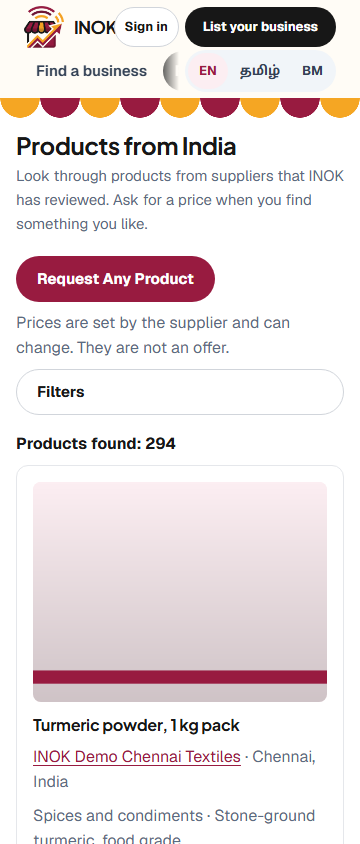 INOK
Sign in
List your business
Find a business
EN
தமிழ்
BM
Products from India
Look through products from suppliers that INOK
has reviewed. Ask for a price when you find
something you like.
Request Any Product
Prices are set by the supplier and can
change. They are not an offer.
Filters
Products found: 294
Turmeric powder, 1 kg pack
INOK Demo Chennai Textiles · Chennai,
India
Spices and condiments · Stone-ground
turmeric, food grade